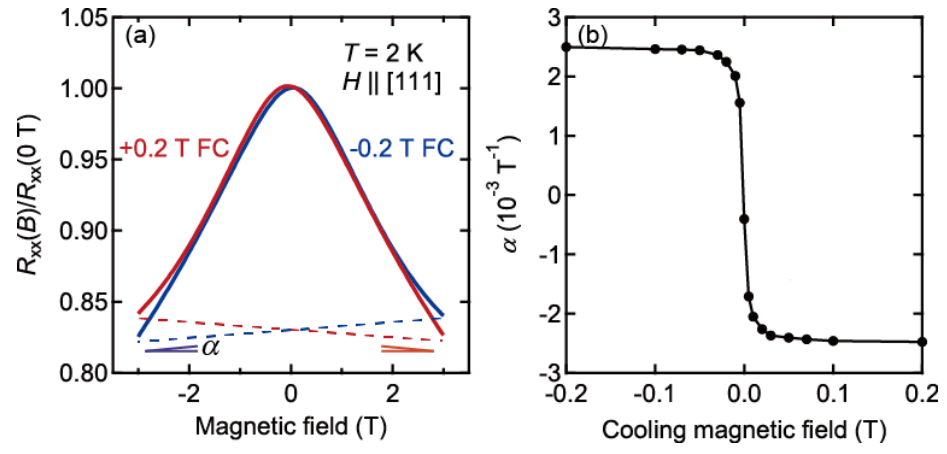 (a)
T = 2 K
H || [111]
+0.2 T FC
-0.2 T FC
α
1.05
1.00
0.95
0.90
0.85
0.80
R_xx(B)/R_xx(0 T)
-2
0
2
Magnetic field (T)
(b)
3
2
1
0
-1
-2
-3
α (10⁻³ T⁻¹)
-0.2
-0.1
0.0
0.1
0.2
Cooling magnetic field (T)